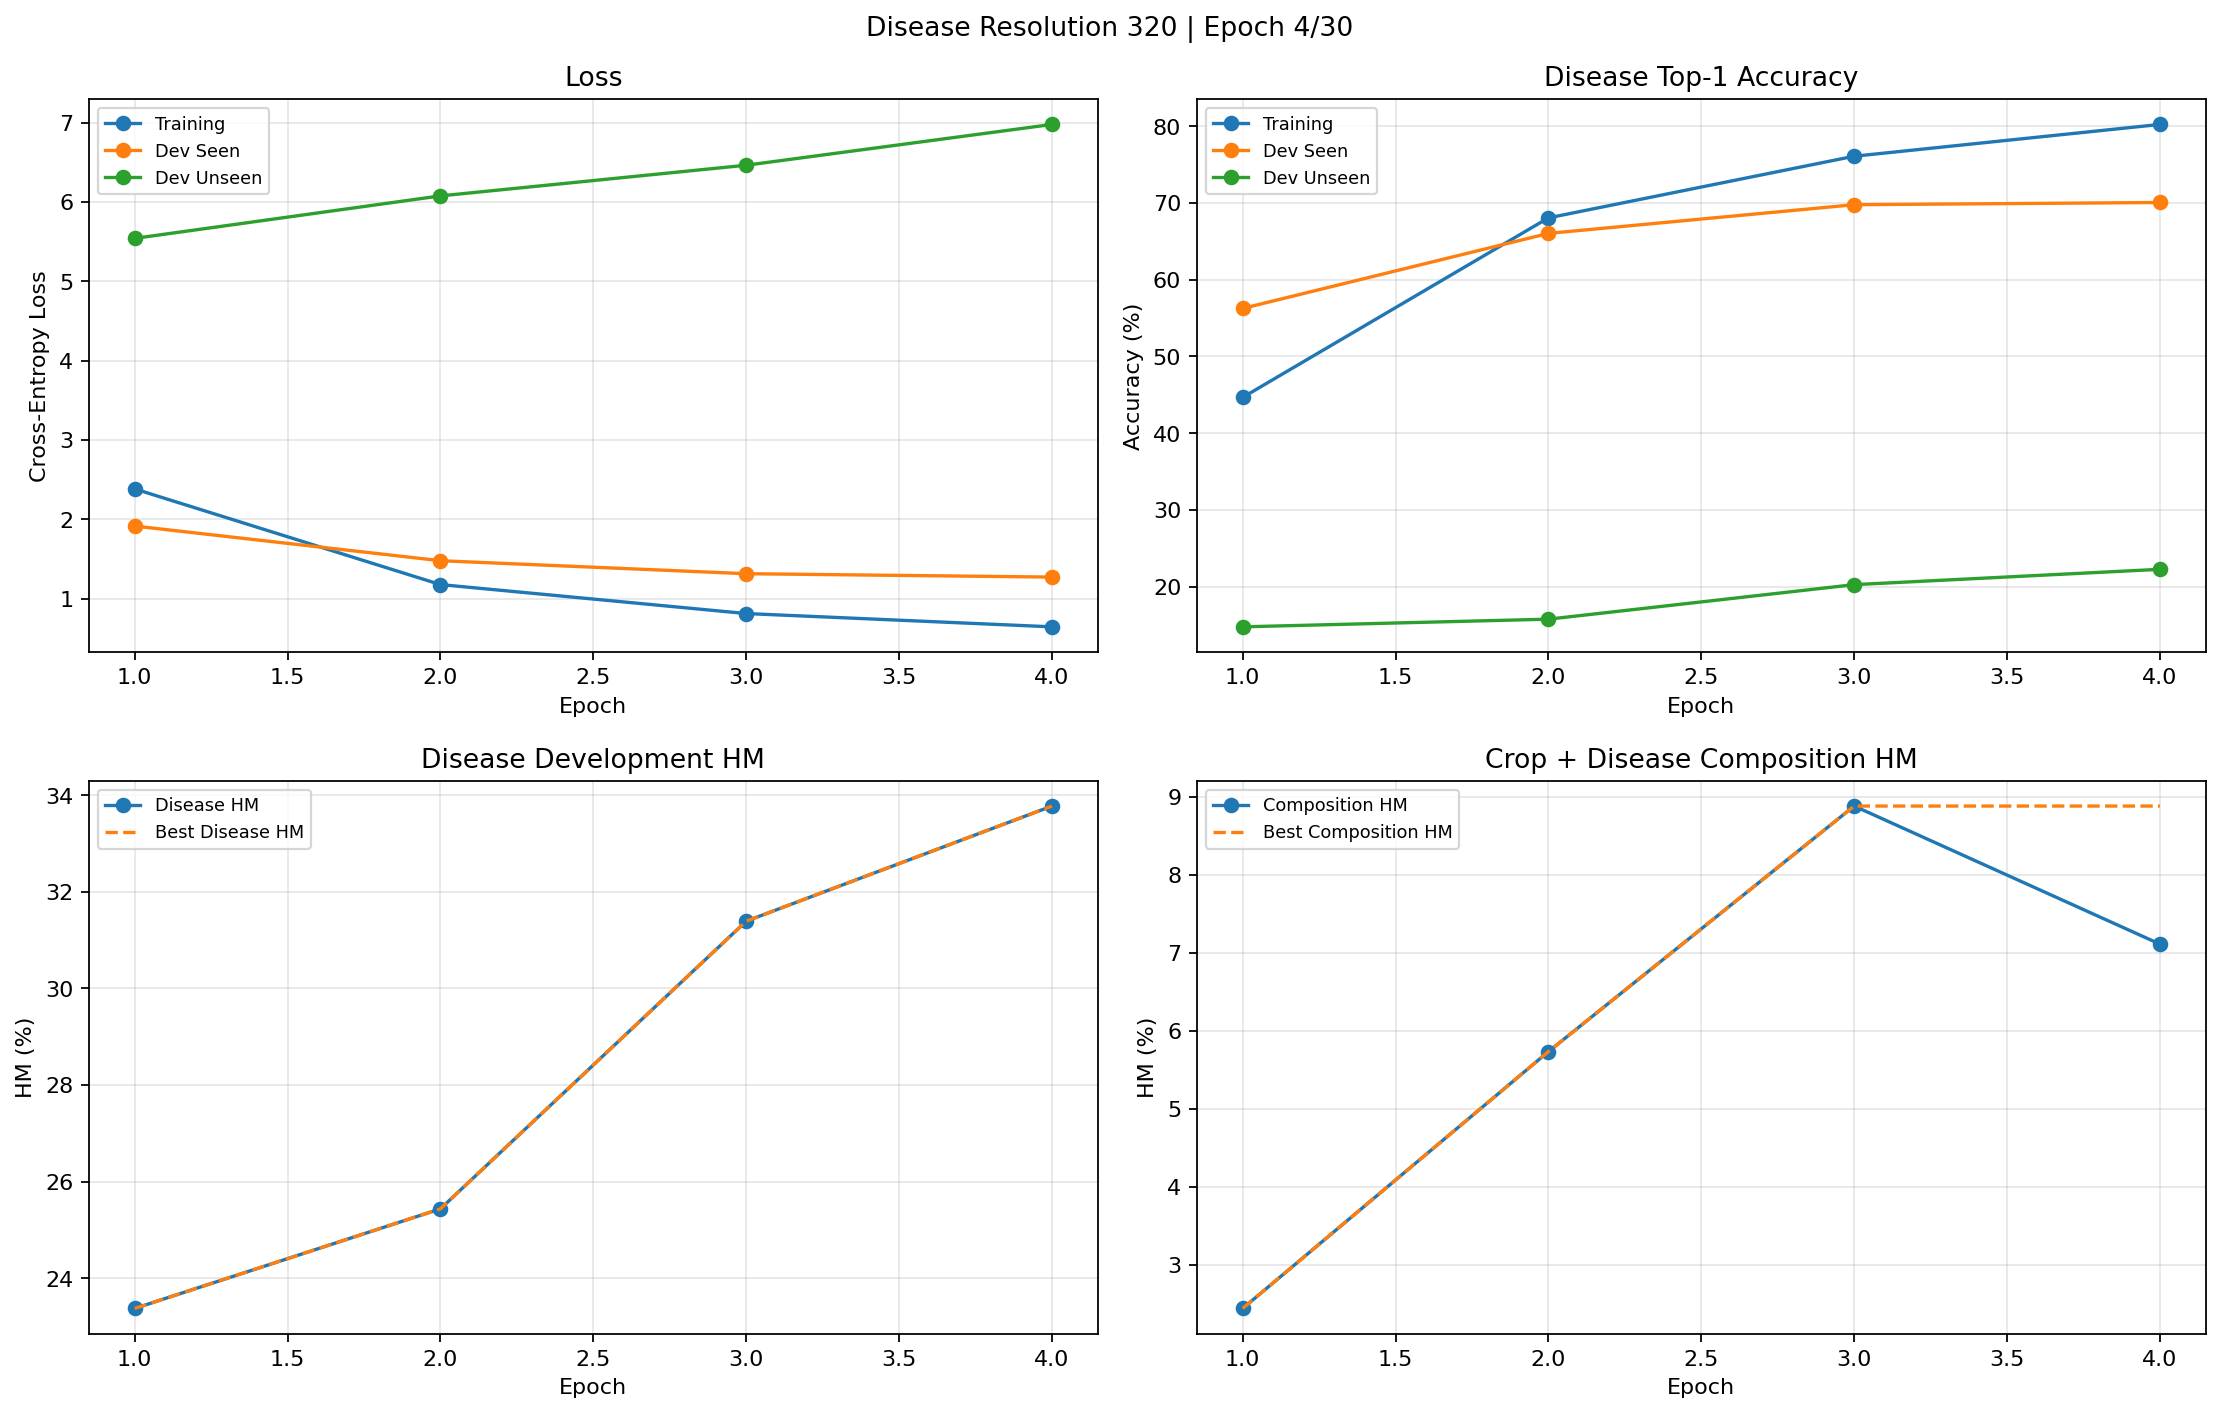 Disease Resolution 320 | Epoch 4/30
Loss
Training
Dev Seen
Dev Unseen
Cross-Entropy Loss
7
6
5
4
3
2
1
1.0 1.5 2.0 2.5 3.0 3.5 4.0
Epoch
Disease Top-1 Accuracy
Training
Dev Seen
Dev Unseen
Accuracy (%)
80
70
60
50
40
30
20
1.0 1.5 2.0 2.5 3.0 3.5 4.0
Epoch
Disease Development HM
Disease HM
Best Disease HM
HM (%)
34
32
30
28
26
24
1.0 1.5 2.0 2.5 3.0 3.5 4.0
Epoch
Crop + Disease Composition HM
Composition HM
Best Composition HM
HM (%)
9
8
7
6
5
4
3
1.0 1.5 2.0 2.5 3.0 3.5 4.0
Epoch